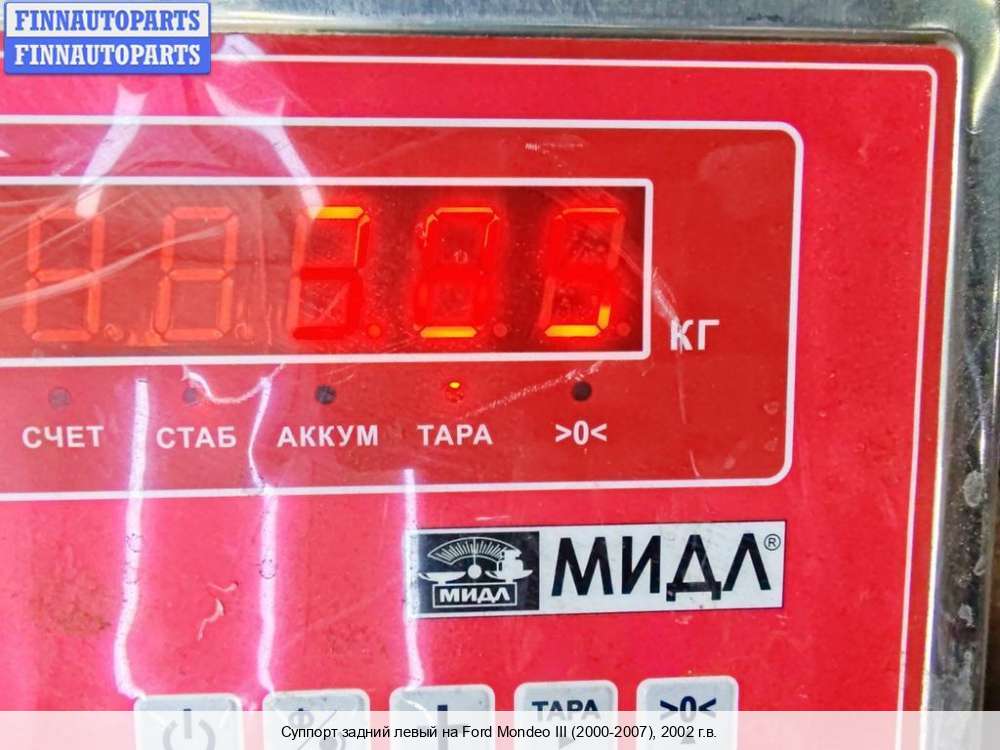 FINNAUTOPARTS
FINNAUTOPARTS
кг
СЧЕТ СТАБ АККУМ ТАРА >0<
МИДЛ МИДЛ®
ТАРА >0<
Суппорт задний левый на Ford Mondeo III (2000-2007), 2002 г.в.